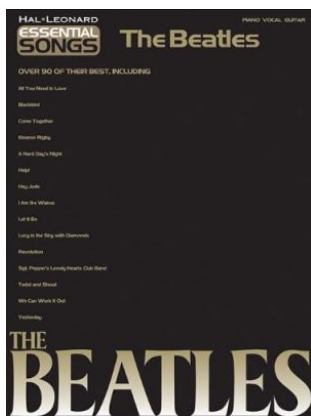 HAL•LEONARD
PIANO VOCAL GUITAR
ESSENTIAL
SONGS
The Beatles
OVER 90 OF THEIR BEST, INCLUDING
All You Need Is Love
Blackbird
Come Together
Eleanor Rigby
A Hard Day's Night
Help!
Hey Jude
I Am the Walrus
Let It Be
Lucy in the Sky with Diamonds
Revolution
Sgt. Pepper's Lonely Hearts Club Band
Twist and Shout
We Can Work It Out
Yesterday
THE
BEATLES